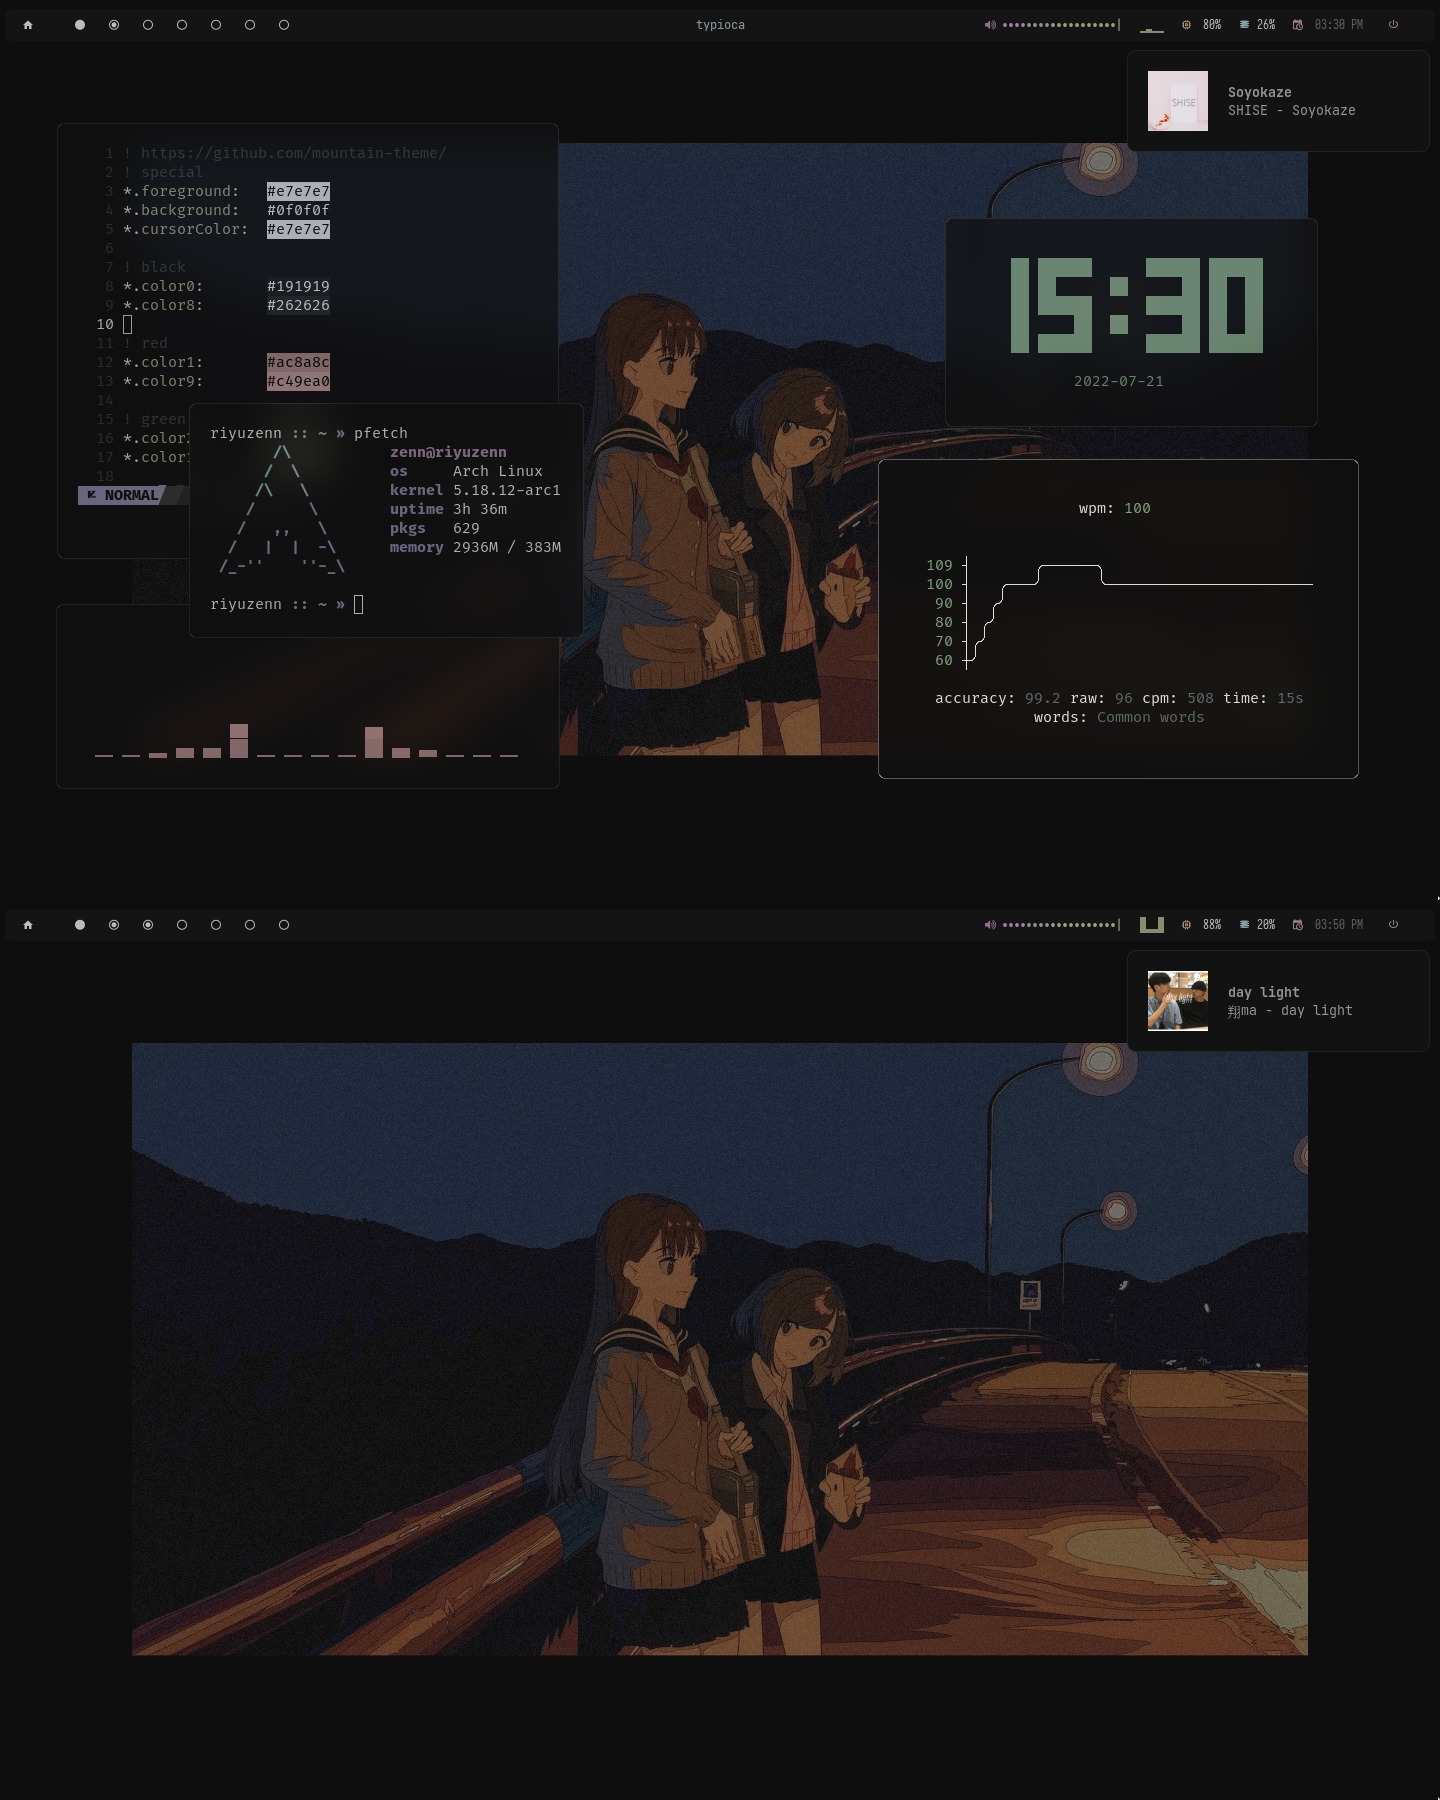 typioca
80%
26%
03:30 PM
SHISE
Soyokaze
SHISE - Soyokaze
1 ! https://github.com/mountain-theme/
2 ! special
3 *.foreground: #e7e7e7
4 *.background: #0f0f0f
5 *.cursorColor: #e7e7e7
6
7 ! black
8 *.color0: #191919
9 *.color8: #262626
10
11 ! red
12 *.color1: #ac8a8c
13 *.color9: #c49ea0
14
15 ! green
16 *.color2
17 *.color1
18
NORMAL
riyuzenn :: ~ » pfetch
zenn@riyuzenn
os Arch Linux
kernel 5.18.12-arc1
uptime 3h 36m
pkgs 629
memory 2936M / 383M
riyuzenn :: ~ »
15:30
2022-07-21
wpm: 100
109
100
90
80
70
60
accuracy: 99.2 raw: 96 cpm: 508 time: 15s
words: Common words
88%
20%
03:50 PM
day light
day light
翔ma - day light